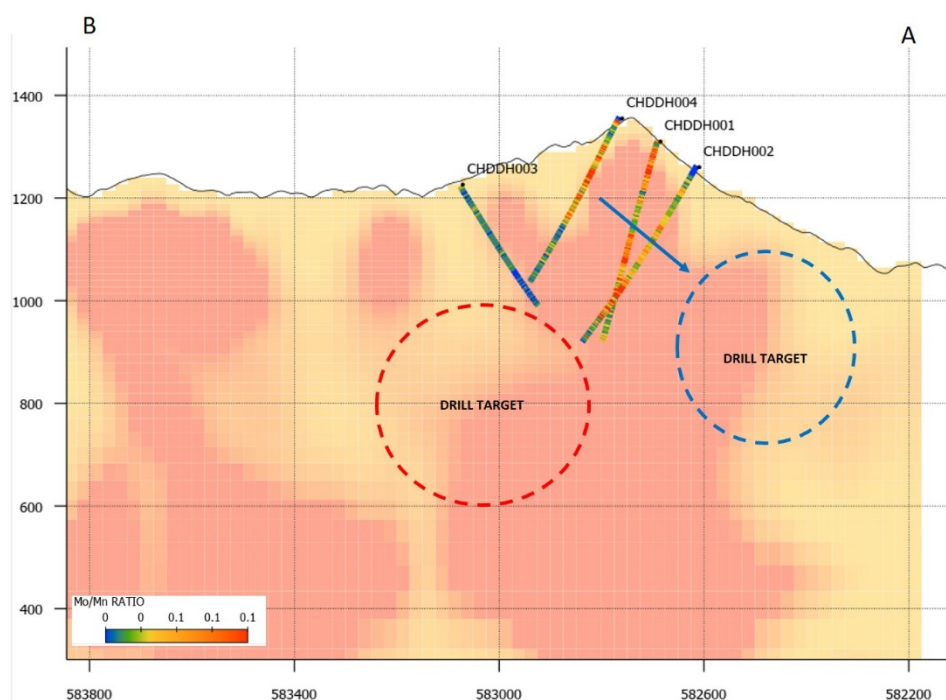 B
A
1400
1200
1000
800
600
400
CHDDH004
CHDDH001
CHDDH002
CHDDH003
DRILL TARGET
DRILL TARGET
Mo/Mn RATIO
0 0 0.1 0.1 0.1
583800 583400 583000 582600 582200